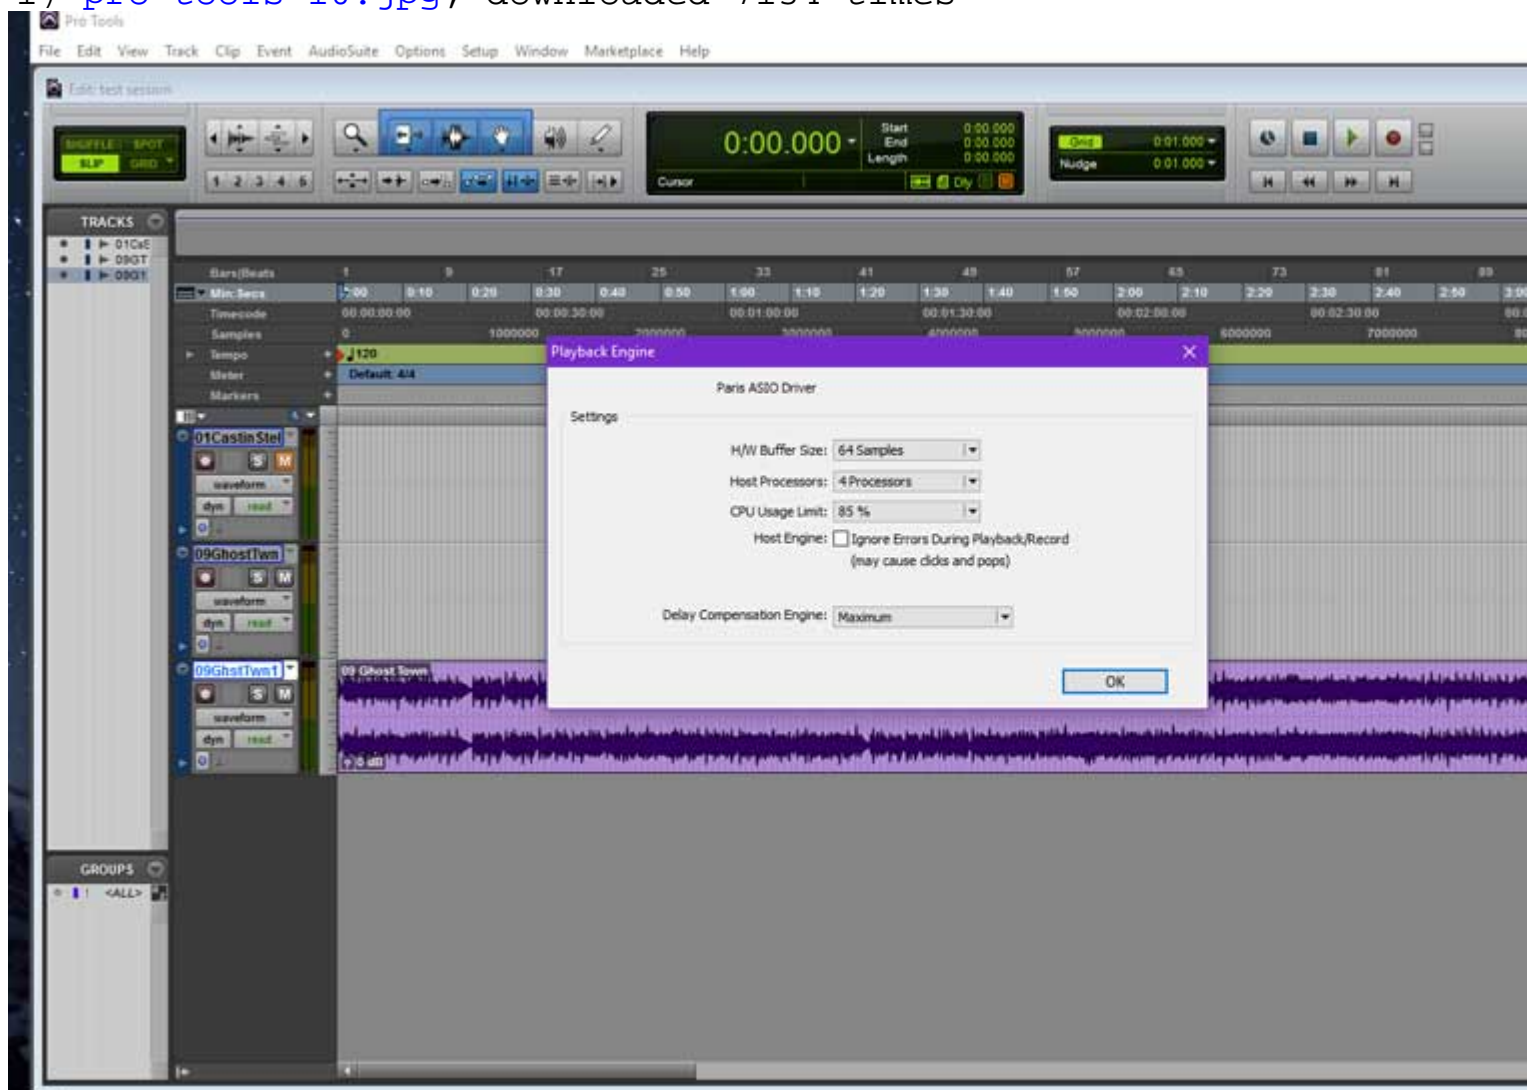 Pro Tools
File Edit View Track Clip Event AudioSuite Options Setup Window Marketplace Help
Edit: test session
SHUFFLE SPOT
SLIP GRID
1 2 3 4 5
0:00.000
Start 0:00.000
End 0:00.000
Length 0:00.000
Cursor
Dly
Grid 0:01.000
Nudge 0:01.000
TRACKS
01CsS
09GT
09G1
Bars|Beats 1 9 17 25 33 41 49 57 65 73 81 89
Min:Secs 0:00 0:10 0:20 0:30 0:40 0:50 1:00 1:10 1:20 1:30 1:40 1:50 2:00 2:10 2:20 2:30 2:40 2:50 3:00
Timecode 00:00:00:00 00:00:30:00 00:01:00:00 00:01:30:00 00:02:00:00 00:02:30:00
Samples 0 1000000 2000000 3000000 4000000 5000000 6000000 7000000
Tempo 120
Meter Default: 4/4
Markers
Playback Engine
Paris ASIO Driver
Settings
H/W Buffer Size: 64 Samples
Host Processors: 4 Processors
CPU Usage Limit: 85 %
Host Engine: Ignore Errors During Playback/Record
(may cause clicks and pops)
Delay Compensation Engine: Maximum
OK
01CastinStel
S M
waveform
dyn read
09GhostTwn
S M
waveform
dyn read
09GhstTwn1
S M
waveform
dyn read
09 Ghost Town
0 dB
GROUPS
! <ALL>